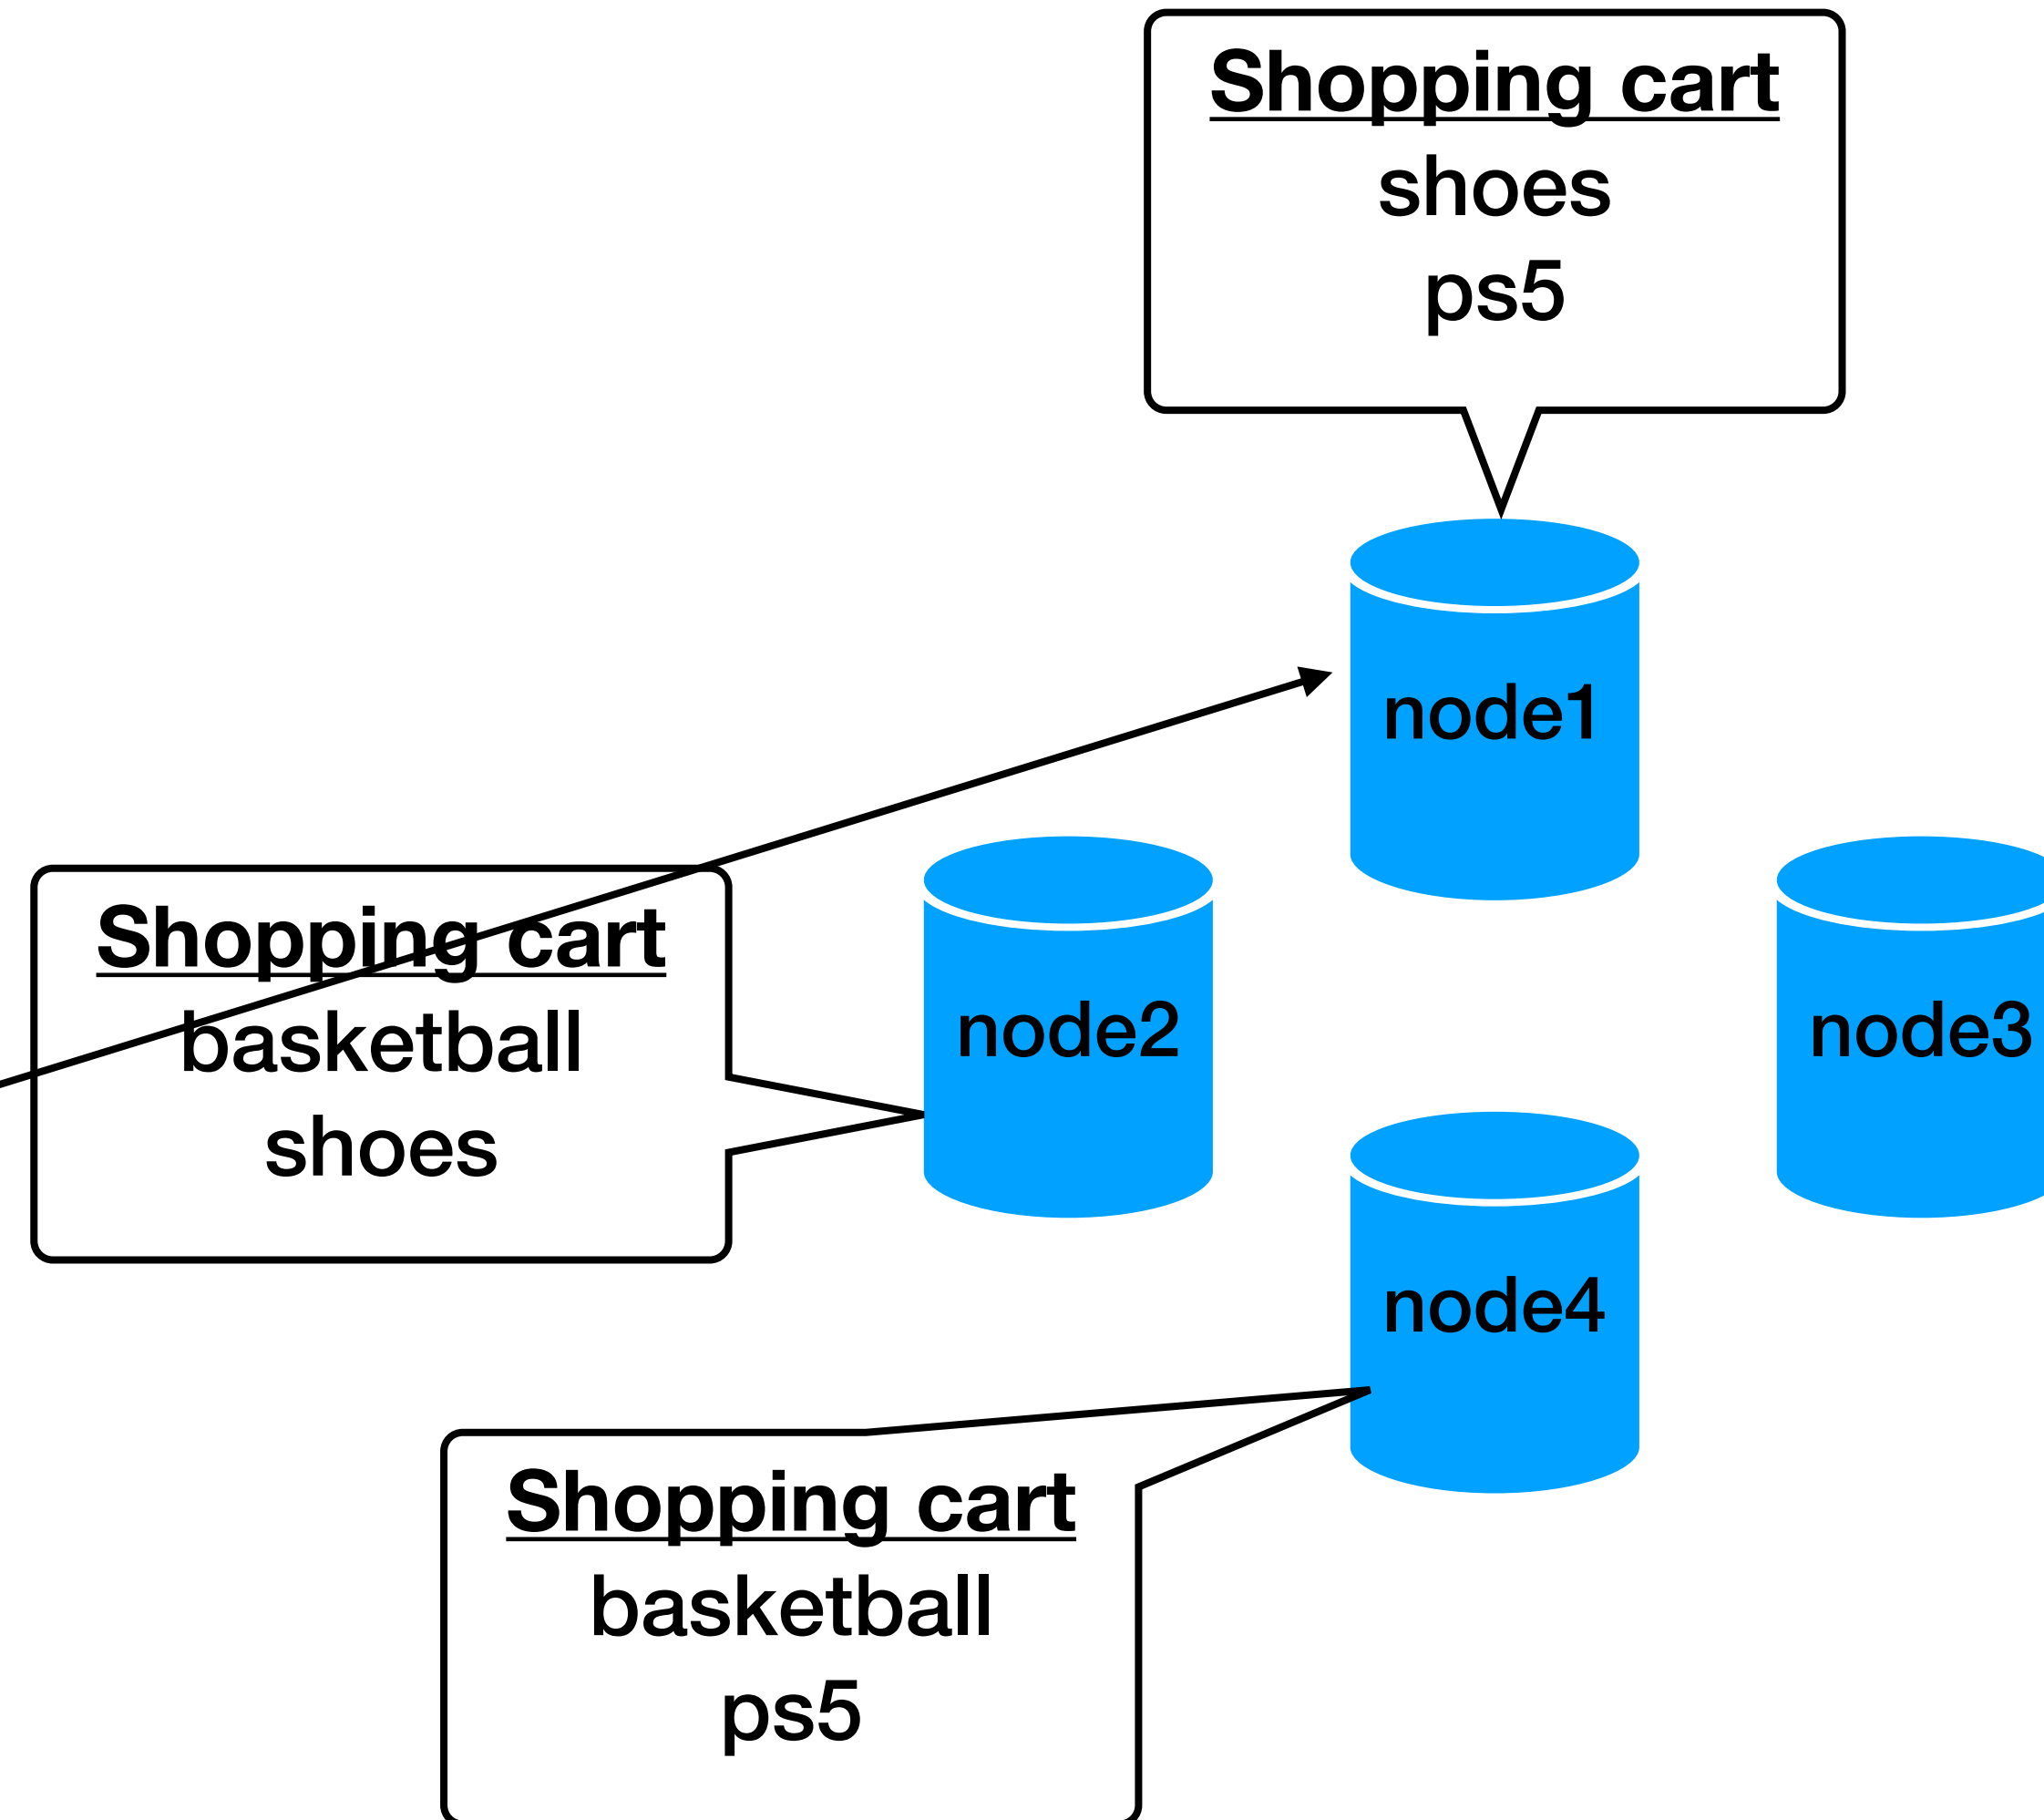 Shopping cart
shoes
ps5
node1
Shopping cart
basketball
shoes
node2
node3
node4
Shopping cart
basketball
ps5